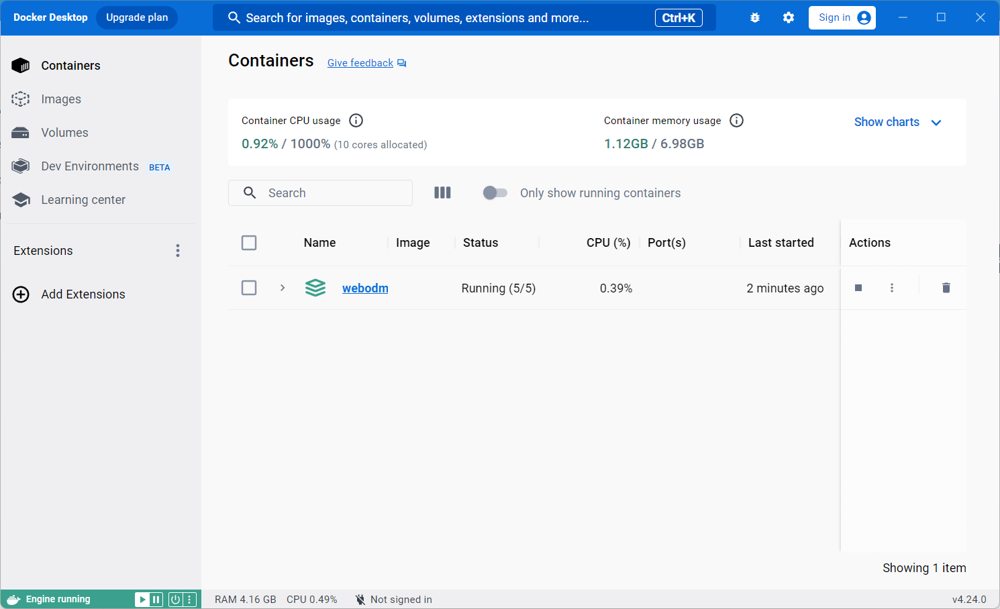 Docker Desktop Upgrade plan Search for images, containers, volumes, extensions and more... Ctrl+K Sign in
Containers
Images
Volumes
Dev Environments BETA
Learning center
Extensions
Add Extensions
Containers Give feedback
Container CPU usage
0.92% / 1000% (10 cores allocated)
Container memory usage
1.12GB / 6.98GB
Show charts
Search Only show running containers
Name Image Status CPU (%) Port(s) Last started Actions
webodm Running (5/5) 0.39% 2 minutes ago
Showing 1 item
Engine running RAM 4.16 GB CPU 0.49% Not signed in v4.24.0